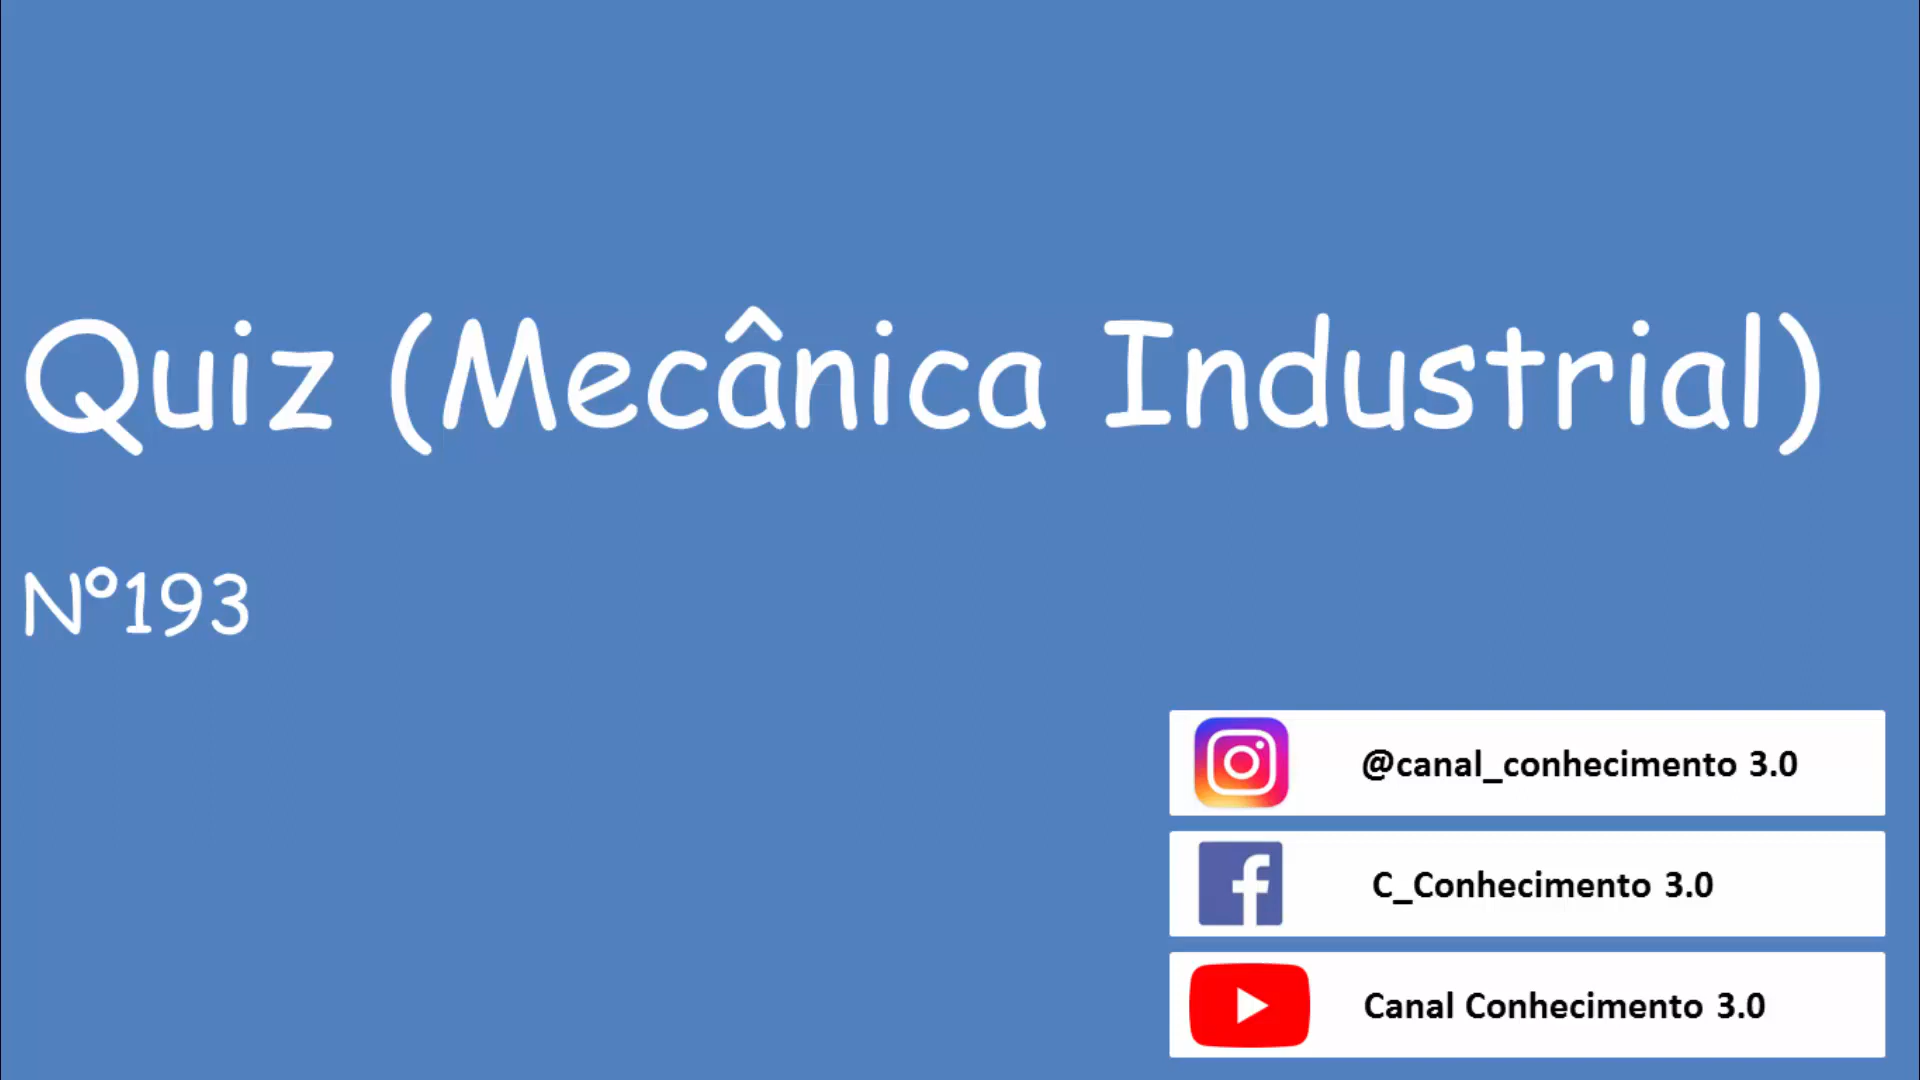 Quiz (Mecânica Industrial)
Nº193
@canal_conhecimento 3.0
C_Conhecimento 3.0
Canal Conhecimento 3.0